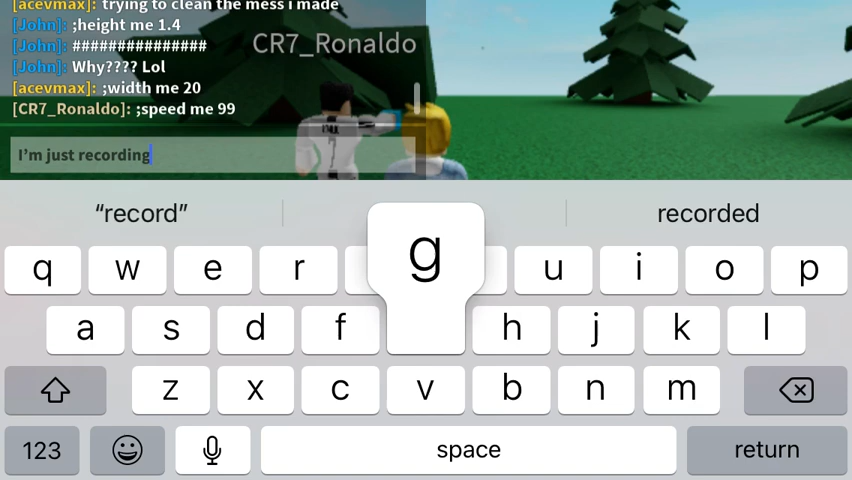 [acevmax]: trying to clean the mess i made
[John]: ;height me 1.4
[John]: ###############
[John]: Why???? Lol
[acevmax]: ;width me 20
[CR7_Ronaldo]: ;speed me 99
CR7_Ronaldo
7
I'm just recording
“record”
recorded
q w e r u i o p
g
a s d f h j k l
z x c v b n m
123 space return